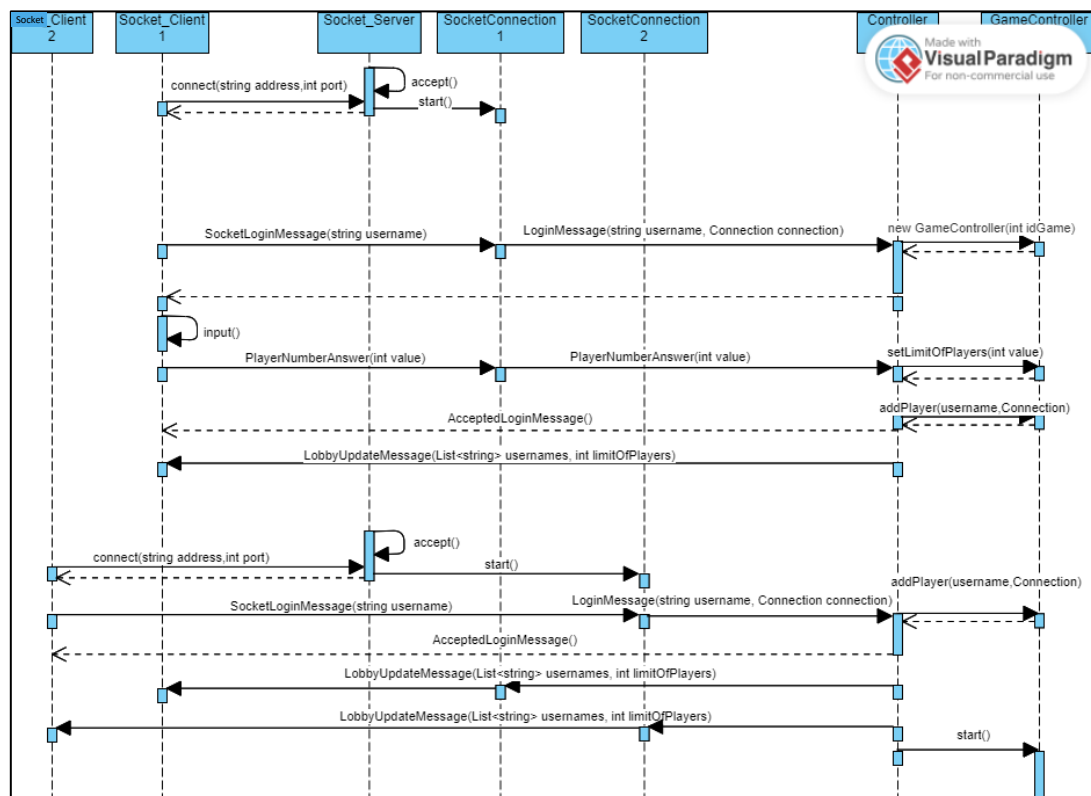 Socket
_Client
2
Socket_Client
1
Socket_Server
SocketConnection
1
SocketConnection
2
Controller
GameController
Made with
VisualParadigm
For non-commercial use
connect(string address,int port)
accept()
start()
SocketLoginMessage(string username)
LoginMessage(string username, Connection connection)
new GameController(int idGame)
input()
PlayerNumberAnswer(int value)
PlayerNumberAnswer(int value)
setLimitOfPlayers(int value)
addPlayer(username,Connection)
AcceptedLoginMessage()
LobbyUpdateMessage(List<string> usernames, int limitOfPlayers)
accept()
connect(string address,int port)
start()
addPlayer(username,Connection)
SocketLoginMessage(string username)
LoginMessage(string username, Connection connection)
AcceptedLoginMessage()
LobbyUpdateMessage(List<string> usernames, int limitOfPlayers)
LobbyUpdateMessage(List<string> usernames, int limitOfPlayers)
start()